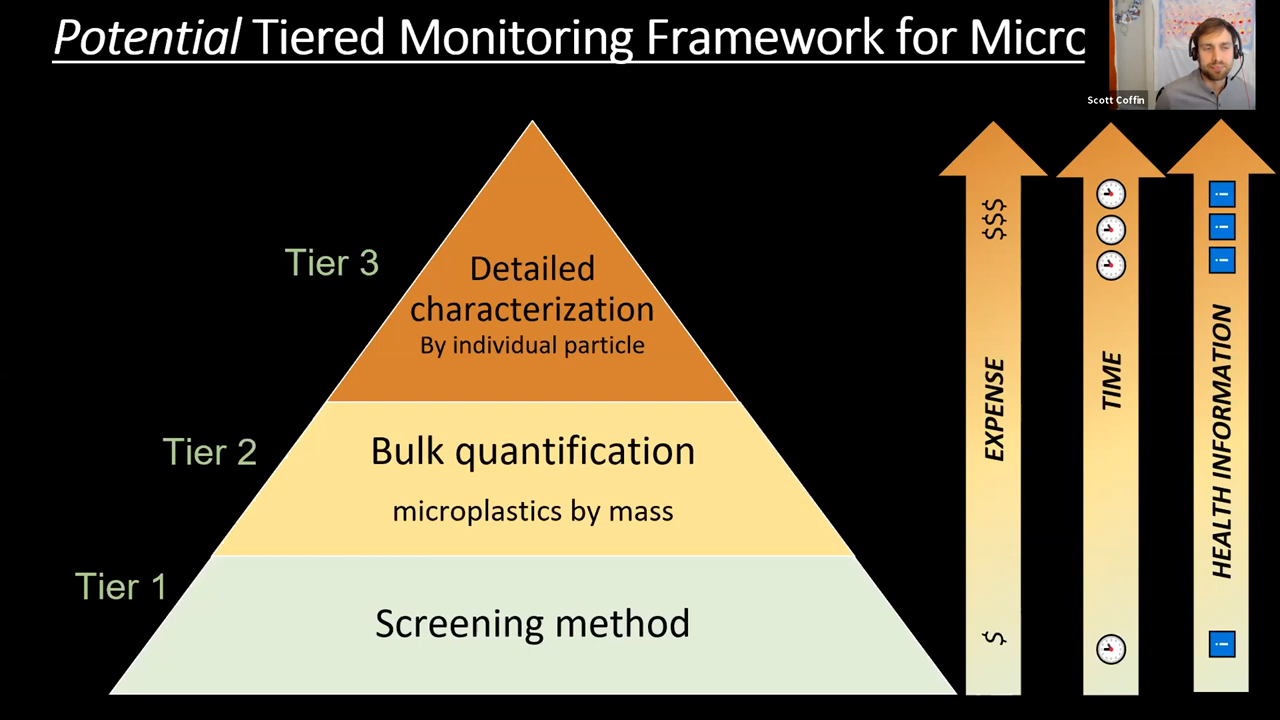 Potential Tiered Monitoring Framework for Micro
Scott Coffin
Tier 3
Detailed
characterization
By individual particle
Tier 2
Bulk quantification
microplastics by mass
Tier 1
Screening method
$$$
EXPENSE
$
TIME
i
i
i
HEALTH INFORMATION
i